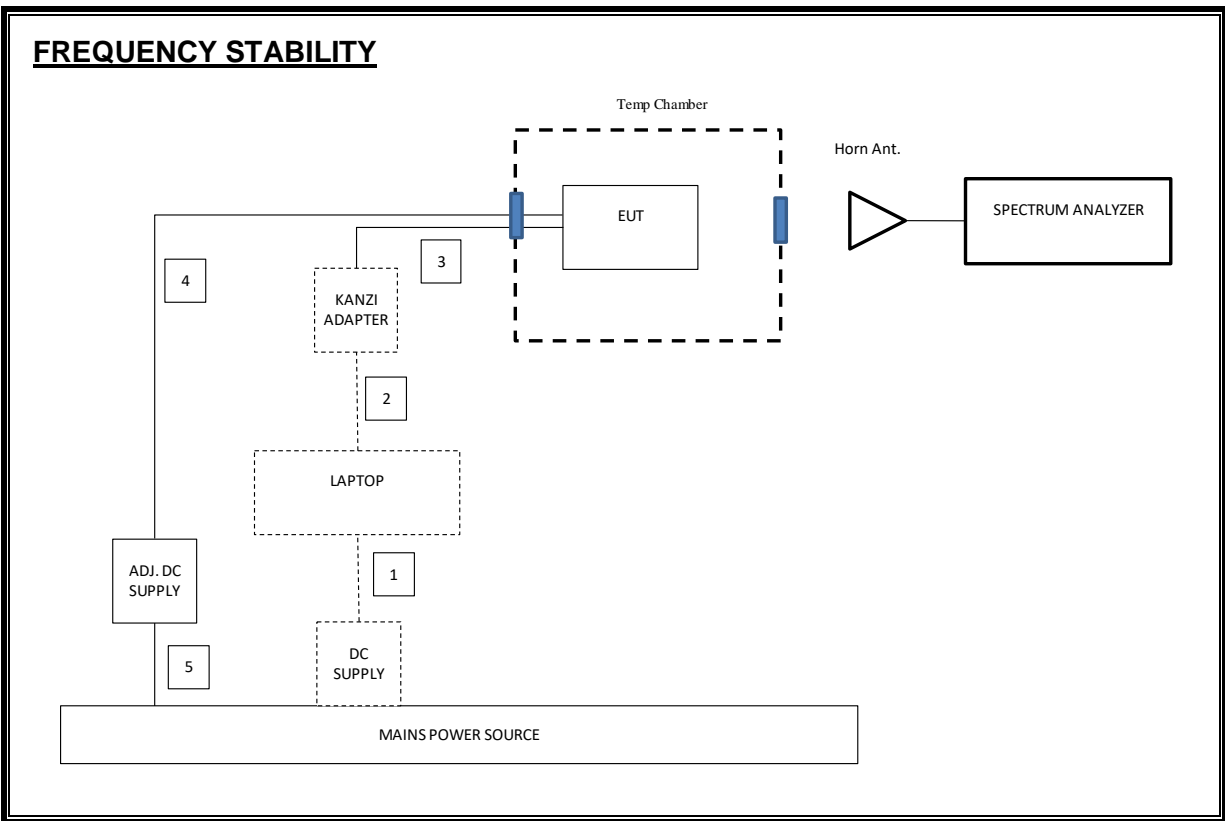 FREQUENCY STABILITY
Temp Chamber
Horn Ant.
EUT
SPECTRUM ANALYZER
3
4
KANZI
ADAPTER
2
LAPTOP
ADJ. DC
SUPPLY
1
DC
SUPPLY
5
MAINS POWER SOURCE